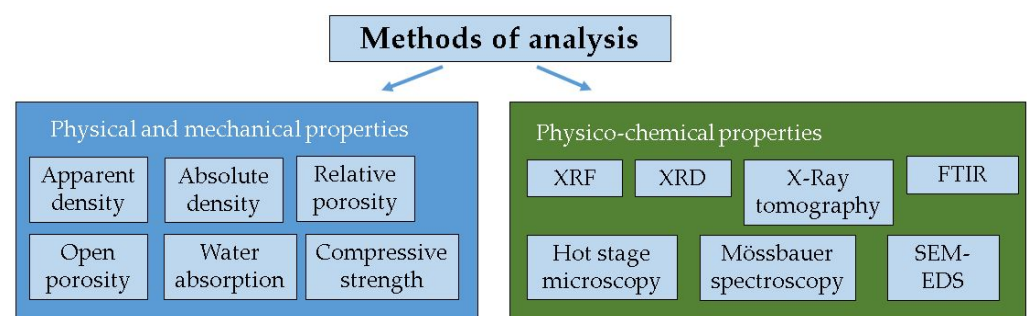 Methods of analysis
Physical and mechanical properties
Apparent
density
Absolute
density
Relative
porosity
Open
porosity
Water
absorption
Compressive
strength
Physico-chemical properties
XRF
XRD
X-Ray
tomography
FTIR
Hot stage
microscopy
Mössbauer
spectroscopy
SEM-
EDS